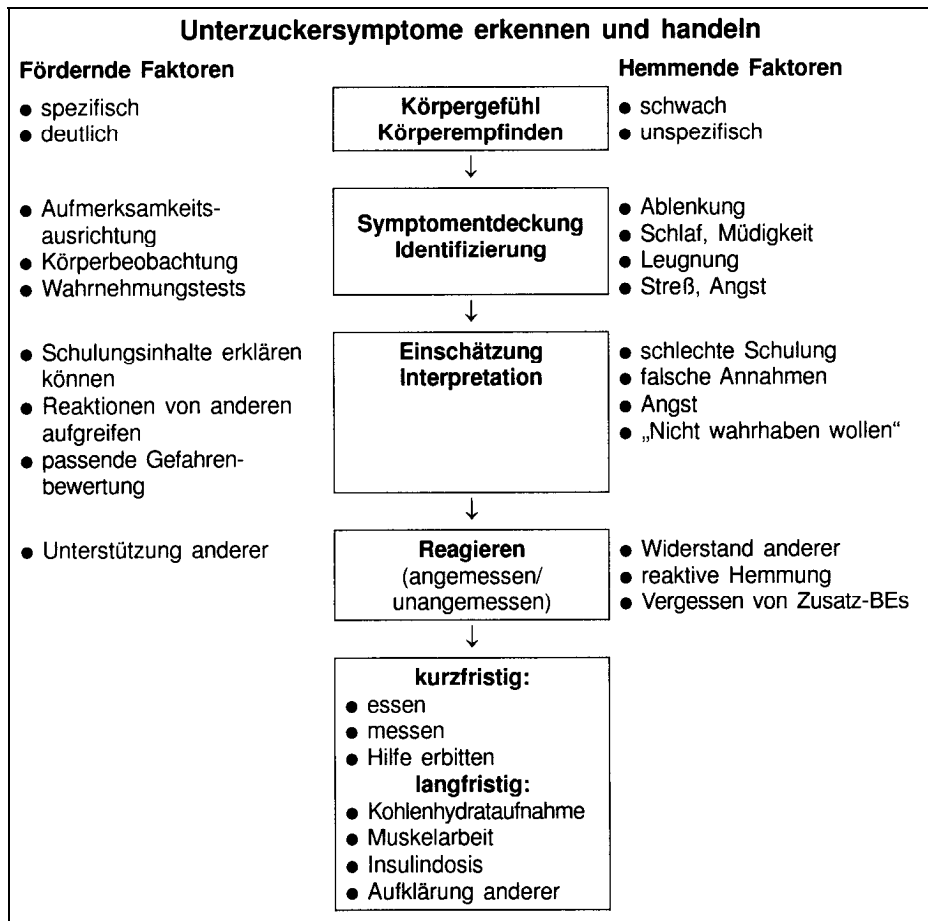 Unterzuckersymptome erkennen und handeln
Fördernde Faktoren
Hemmende Faktoren
● spezifisch
● deutlich
Körpergefühl
Körperempfinden
● schwach
● unspezifisch
↓
● Aufmerksamkeits-
ausrichtung
● Körperbeobachtung
● Wahrnehmungstests
Symptomentdeckung
Identifizierung
● Ablenkung
● Schlaf, Müdigkeit
● Leugnung
● Streß, Angst
↓
● Schulungsinhalte erklären
können
● Reaktionen von anderen
aufgreifen
● passende Gefahren-
bewertung
Einschätzung
Interpretation
● schlechte Schulung
● falsche Annahmen
● Angst
● „Nicht wahrhaben wollen“
↓
● Unterstützung anderer
Reagieren
(angemessen/
unangemessen)
● Widerstand anderer
● reaktive Hemmung
● Vergessen von Zusatz-BEs
↓
kurzfristig:
● essen
● messen
● Hilfe erbitten
langfristig:
● Kohlenhydrataufnahme
● Muskelarbeit
● Insulindosis
● Aufklärung anderer